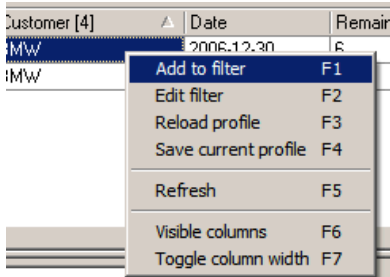 Customer [4] Date Remain
BMW 2006-12-30 6
BMW
Add to filter F1
Edit filter F2
Reload profile F3
Save current profile F4
Refresh F5
Visible columns F6
Toggle column width F7